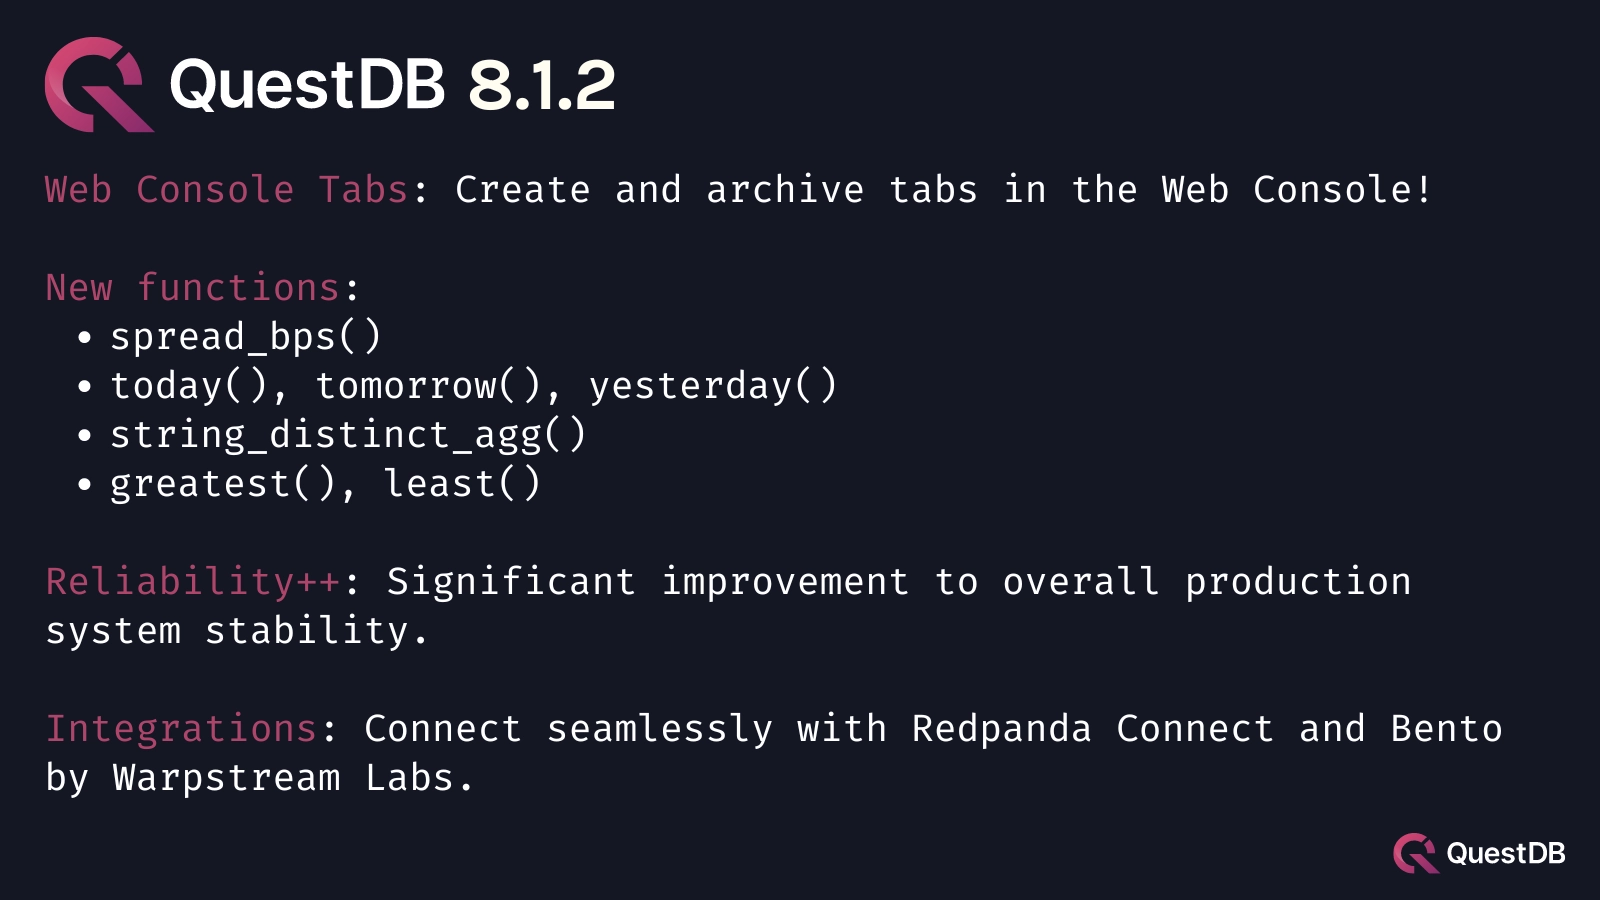 QuestDB 8.1.2
Web Console Tabs: Create and archive tabs in the Web Console!
New functions:
• spread_bps()
• today(), tomorrow(), yesterday()
• string_distinct_agg()
• greatest(), least()
Reliability++: Significant improvement to overall production
system stability.
Integrations: Connect seamlessly with Redpanda Connect and Bento
by Warpstream Labs.
QuestDB